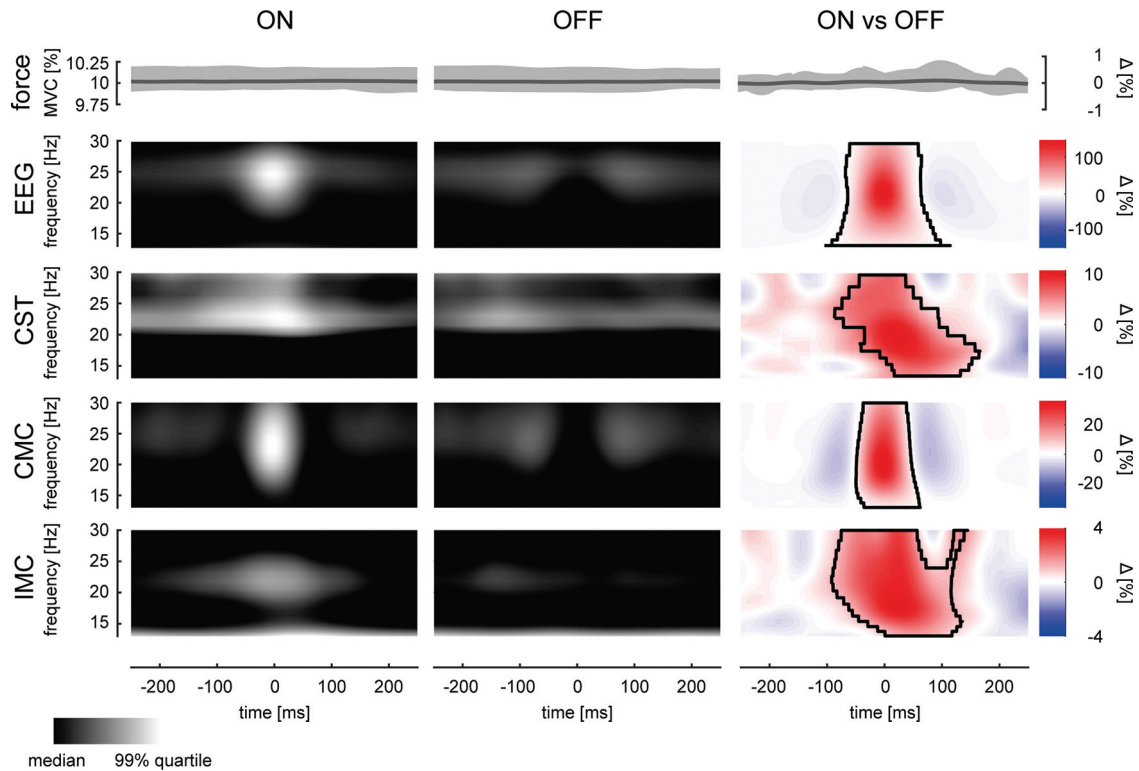 ON OFF ON vs OFF
force
MVC [%]
10.25
10
9.75
1
0
-1
Δ [%]
EEG
frequency [Hz]
30
25
20
15
100
0
-100
Δ [%]
CST
frequency [Hz]
30
25
20
15
10
0
-10
Δ [%]
CMC
frequency [Hz]
30
25
20
15
20
0
-20
Δ [%]
IMC
frequency [Hz]
30
25
20
15
4
0
-4
Δ [%]
-200 -100 0 100 200 -200 -100 0 100 200 -200 -100 0 100 200
time [ms] time [ms] time [ms]
median 99% quartile